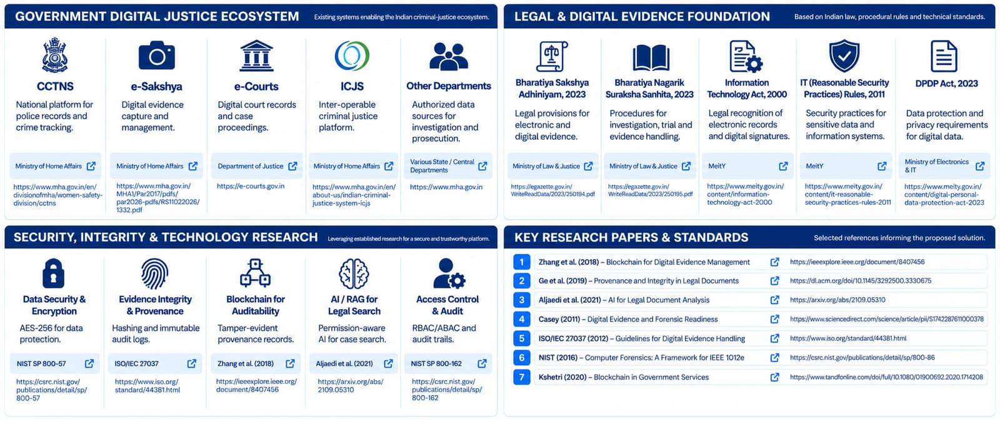 GOVERNMENT DIGITAL JUSTICE ECOSYSTEM
Existing systems enabling the Indian criminal-justice ecosystem.
CCTNS
National platform for
police records and
crime tracking.
Ministry of Home Affairs
https://www.mha.gov.in/en/
divisionofmha/women-safety-
division/cctns
e-Sakshya
Digital evidence
capture and
management.
Ministry of Home Affairs
https://www.mha.gov.in/
MHA1/Par2017/pdfs/
par2026-pdfs/RS11022026/
1332.pdf
e-Courts
Digital court records
and case
proceedings.
Department of Justice
https://e-courts.gov.in
ICJS
Inter-operable
criminal justice
platform.
Ministry of Home Affairs
https://www.mha.gov.in/en/
about-us/indian-criminal-
justice-system-icjs
Other Departments
Authorized data
sources for
investigation and
prosecution.
Various State / Central
Departments
https://www.mha.gov.in
LEGAL & DIGITAL EVIDENCE FOUNDATION
Based on Indian law, procedural rules and technical standards.
Bharatiya Sakshya
Adhiniyam, 2023
Legal provisions for
electronic and
digital evidence.
Ministry of Law & Justice
https://egazette.gov.in/
WriteReadData/2023/250194.pdf
Bharatiya Nagarik
Suraksha Sanhita, 2023
Procedures for
investigation, trial and
evidence handling.
Ministry of Law & Justice
https://egazette.gov.in/
WriteReadData/2023/250195.pdf
Information
Technology Act, 2000
Legal recognition of
electronic records
and digital signatures.
MeitY
https://www.meity.gov.in/
content/information-
technology-act-2000
IT (Reasonable Security
Practices) Rules, 2011
Security practices for
sensitive data and
information systems.
MeitY
https://www.meity.gov.in/
content/it-reasonable-
security-practices-rules-2011
DPDP Act, 2023
Data protection and
privacy requirements
for digital data.
Ministry of Electronics
& IT
https://www.meity.gov.in/
content/digital-personal-
data-protection-act-2023
SECURITY, INTEGRITY & TECHNOLOGY RESEARCH
Leveraging established research for a secure and trustworthy platform.
Data Security &
Encryption
AES-256 for data
protection.
NIST SP 800-57
https://csrc.nist.gov/
publications/detail/sp/
800-57
Evidence Integrity
& Provenance
Hashing and immutable
audit logs.
ISO/IEC 27037
https://www.iso.org/
standard/44381.html
Blockchain for
Auditability
Tamper-evident
provenance records.
Zhang et al. (2018)
https://ieeexplore.ieee.org/
document/8407456
AI / RAG for
Legal Search
Permission-aware
AI for case search.
Aljaedi et al. (2021)
https://arxiv.org/abs/
2109.05310
Access Control
& Audit
RBAC/ABAC and
audit trails.
NIST SP 800-162
https://csrc.nist.gov/
publications/detail/sp/
800-162
KEY RESEARCH PAPERS & STANDARDS
Selected references informing the proposed solution.
1 Zhang et al. (2018) – Blockchain for Digital Evidence Management https://ieeexplore.ieee.org/document/8407456
2 Ge et al. (2019) – Provenance and Integrity in Legal Documents https://dl.acm.org/doi/10.1145/3292500.3330675
3 Aljaedi et al. (2021) – AI for Legal Document Analysis https://arxiv.org/abs/2109.05310
4 Casey (2011) – Digital Evidence and Forensic Readiness https://www.sciencedirect.com/science/article/pii/S1742287611000378
5 ISO/IEC 27037 (2012) – Guidelines for Digital Evidence Handling https://www.iso.org/standard/44381.html
6 NIST (2016) – Computer Forensics: A Framework for IEEE 1012e https://csrc.nist.gov/publications/detail/sp/800-86
7 Kshetri (2020) – Blockchain in Government Services https://www.tandfonline.com/doi/full/10.1080/01900692.2020.1714208